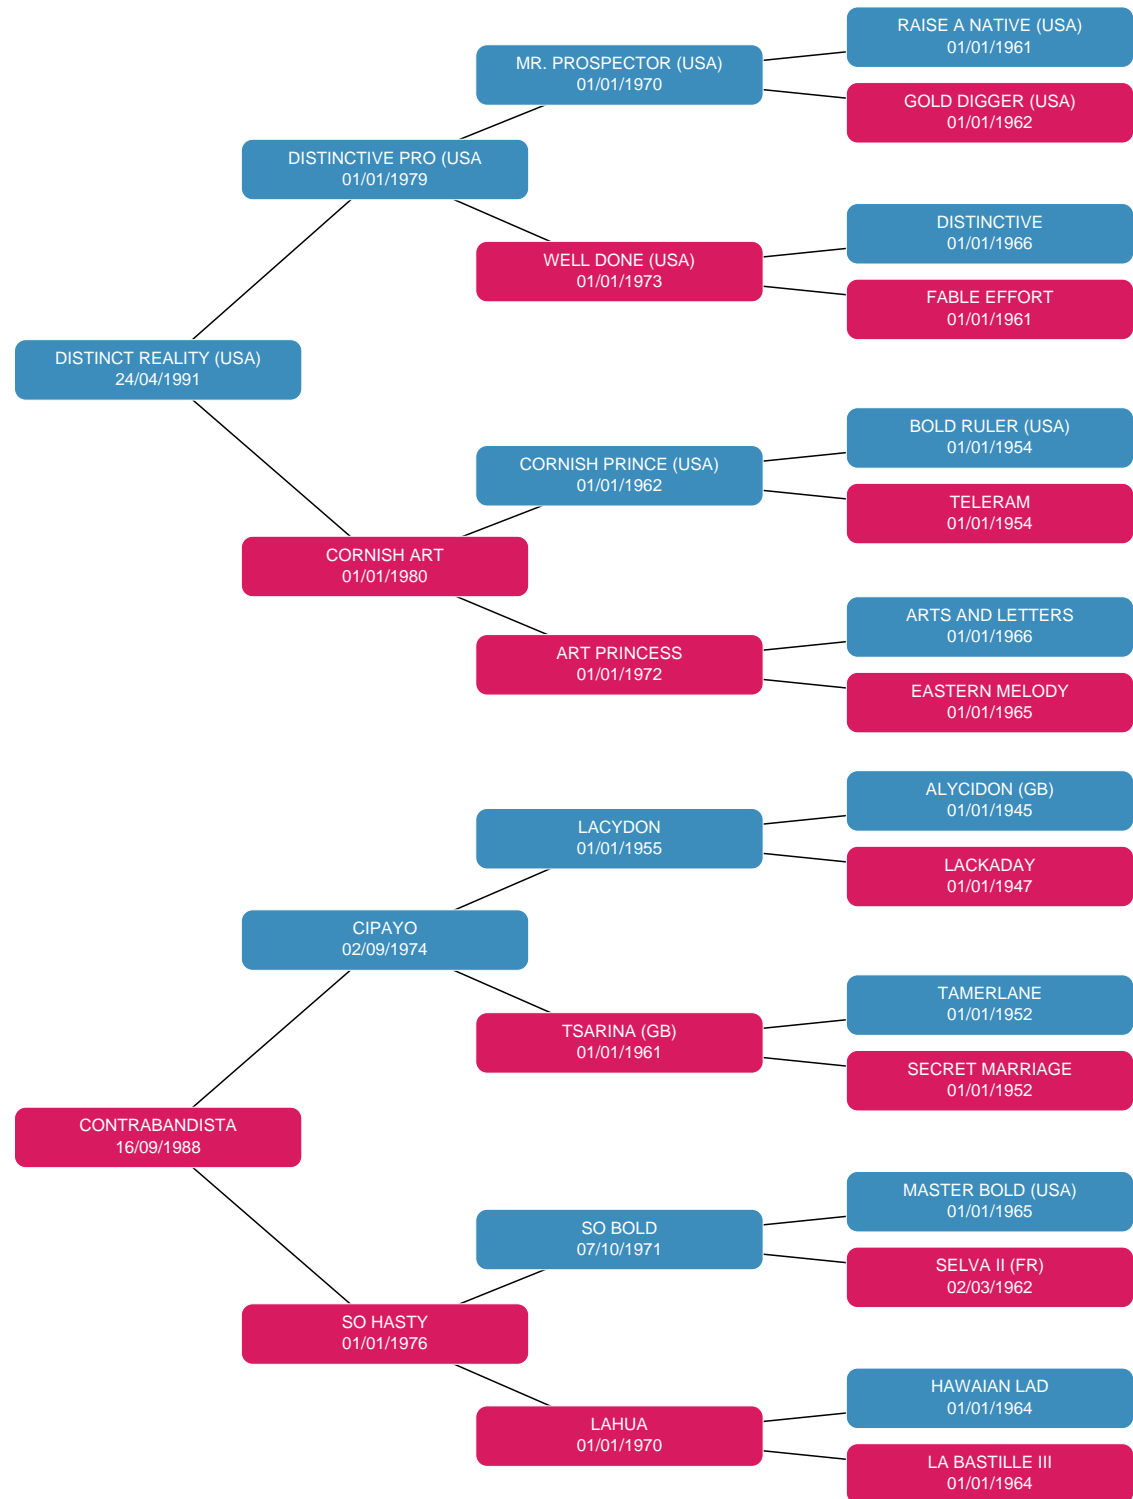 RAISE A NATIVE (USA)
01/01/1961
MR. PROSPECTOR (USA)
01/01/1970
GOLD DIGGER (USA)
01/01/1962
DISTINCTIVE PRO (USA
01/01/1979
DISTINCTIVE
01/01/1966
WELL DONE (USA)
01/01/1973
FABLE EFFORT
01/01/1961
DISTINCT REALITY (USA)
24/04/1991
BOLD RULER (USA)
01/01/1954
CORNISH PRINCE (USA)
01/01/1962
TELERAM
01/01/1954
CORNISH ART
01/01/1980
ARTS AND LETTERS
01/01/1966
ART PRINCESS
01/01/1972
EASTERN MELODY
01/01/1965
ALYCIDON (GB)
01/01/1945
LACYDON
01/01/1955
LACKADAY
01/01/1947
CIPAYO
02/09/1974
TAMERLANE
01/01/1952
TSARINA (GB)
01/01/1961
SECRET MARRIAGE
01/01/1952
CONTRABANDISTA
16/09/1988
MASTER BOLD (USA)
01/01/1965
SO BOLD
07/10/1971
SELVA II (FR)
02/03/1962
SO HASTY
01/01/1976
HAWAIAN LAD
01/01/1964
LAHUA
01/01/1970
LA BASTILLE III
01/01/1964